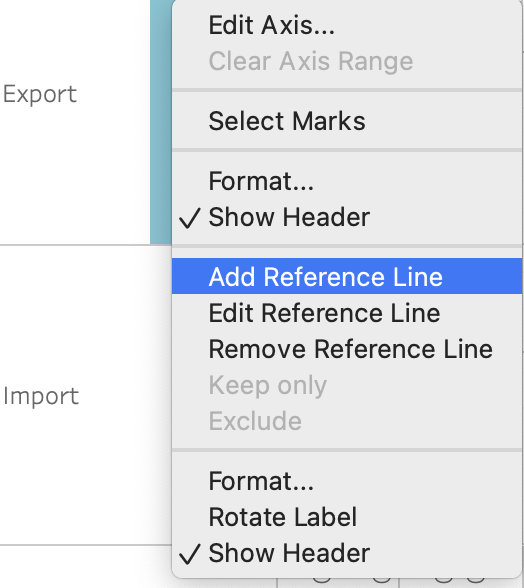 Edit Axis...
Clear Axis Range
Export
Select Marks
Format...
✓ Show Header
Add Reference Line
Edit Reference Line
Remove Reference Line
Keep only
Import
Exclude
Format...
Rotate Label
✓ Show Header